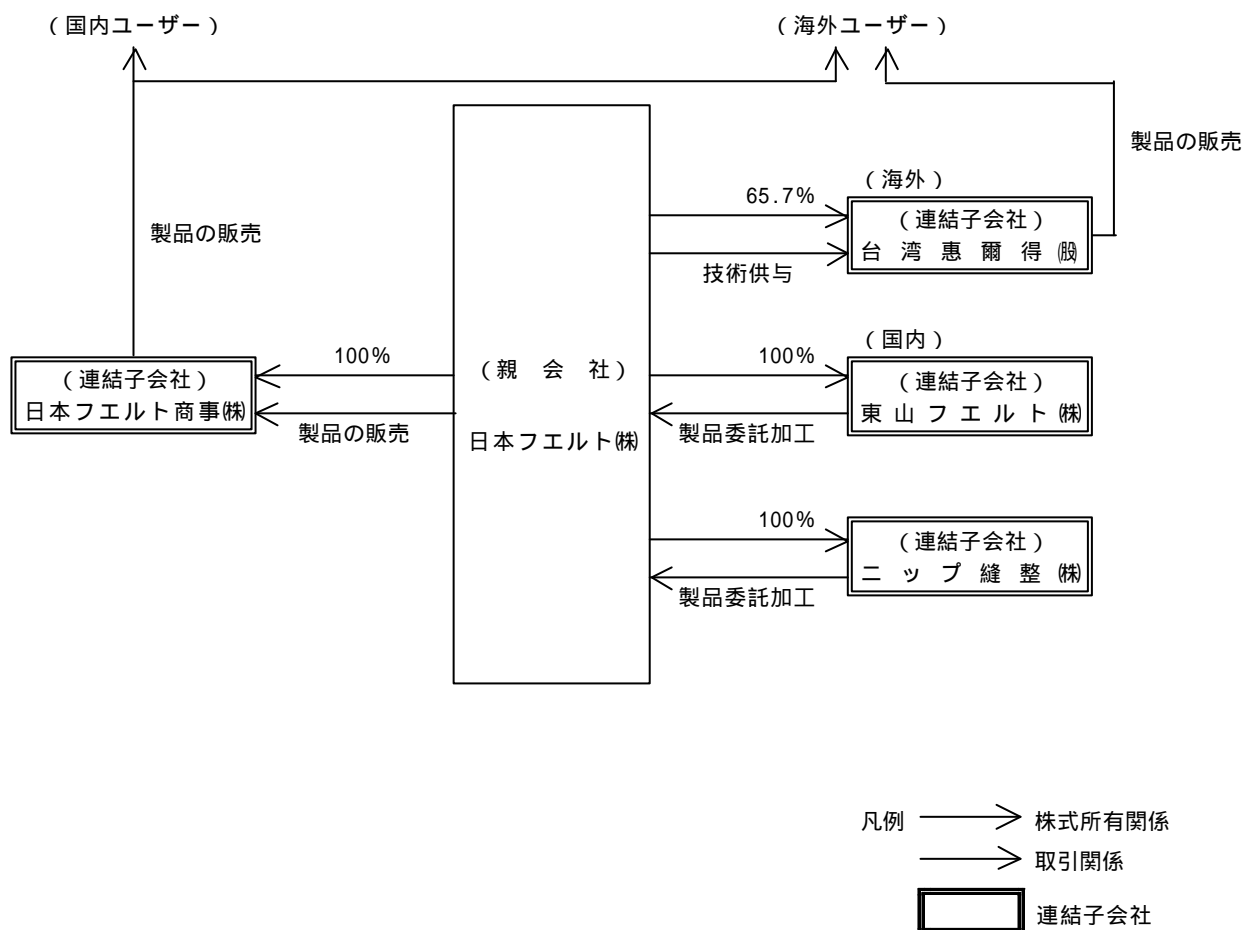 (国内ユーザー)
(海外ユーザー)
製品の販売
(海外)
65.7%
(連結子会社)
台湾惠爾得㈻
技術供与
製品の販売
(国内)
100%
(連結子会社)
日本フエルト商事㈱
製品の販売
(親会社)
日本フエルト㈱
100%
(連結子会社)
東山フエルト㈱
製品委託加工
100%
(連結子会社)
ニップ縫整㈱
製品委託加工
凡例
株式所有関係
取引関係
連結子会社